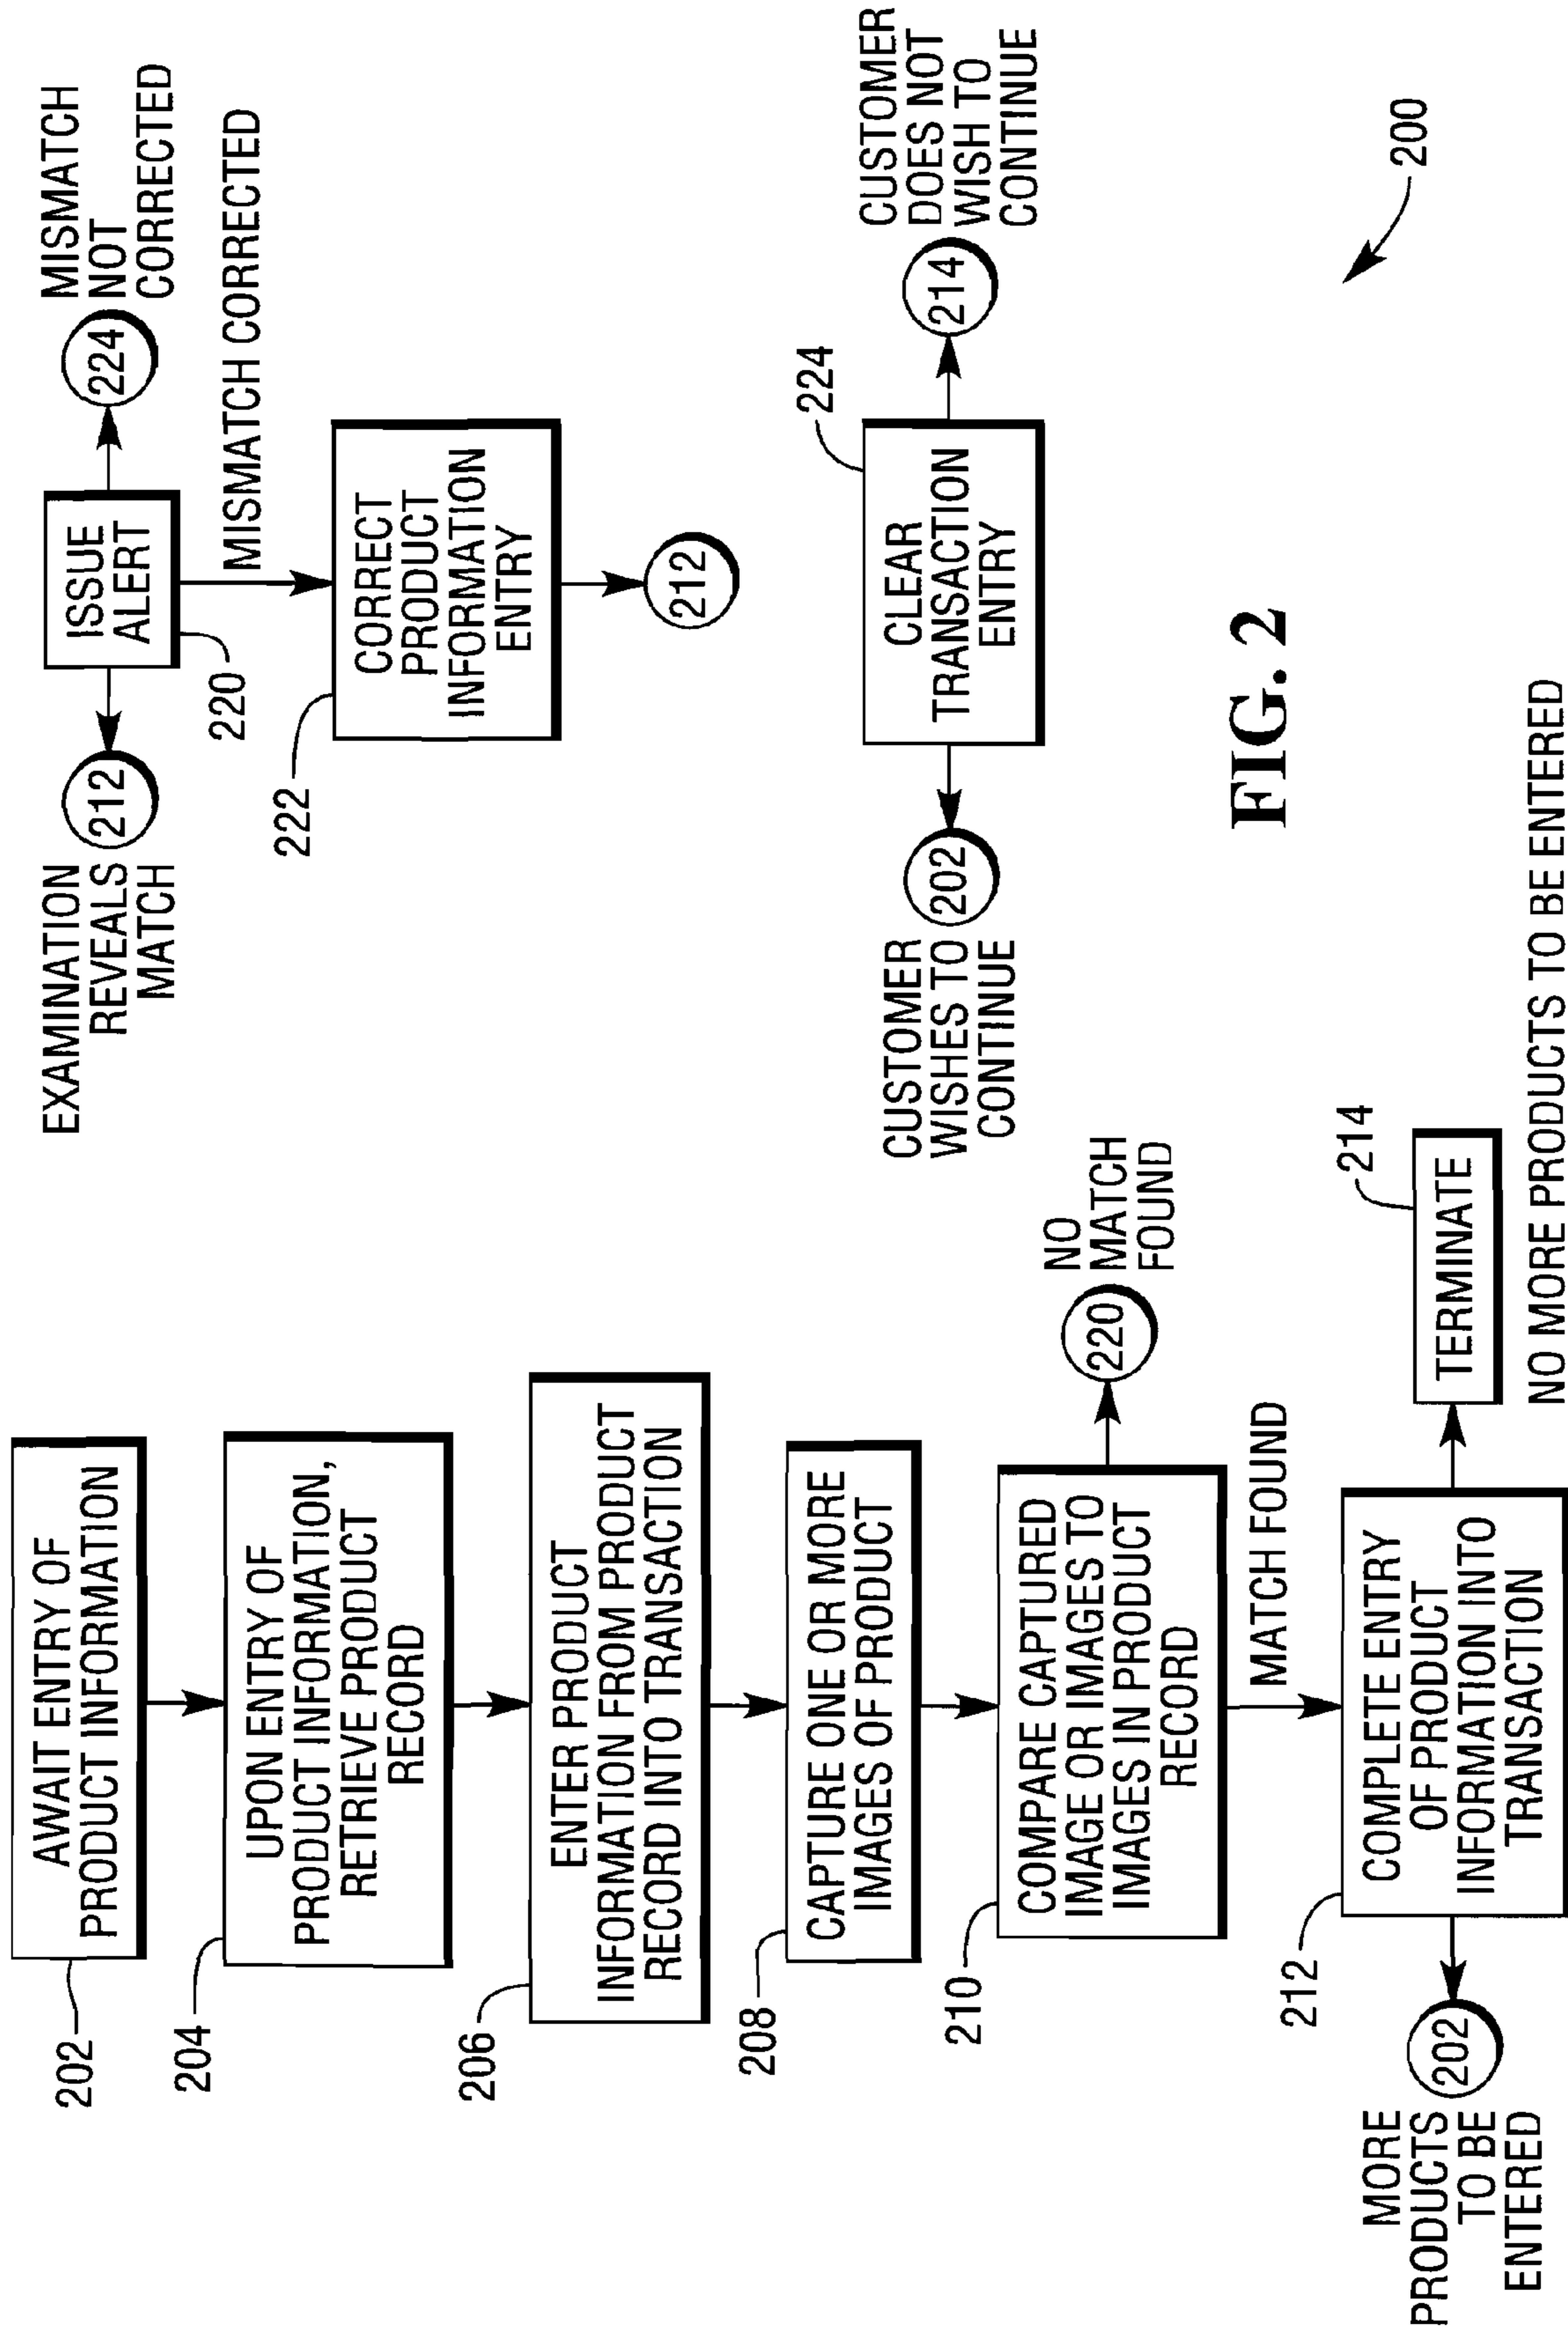 202
AWAIT ENTRY OF
PRODUCT INFORMATION
204
UPON ENTRY OF
PRODUCT INFORMATION,
RETRIEVE PRODUCT
RECORD
206
ENTER PRODUCT
INFORMATION FROM PRODUCT
RECORD INTO TRANSACTION
208
CAPTURE ONE OR MORE
IMAGES OF PRODUCT
210
COMPARE CAPTURED
IMAGE OR IMAGES TO
IMAGES IN PRODUCT
RECORD
220
NO
MATCH
FOUND
MATCH FOUND
212
COMPLETE ENTRY
OF PRODUCT
INFORMATION INTO
TRANSACTION
MORE
PRODUCTS
TO BE
ENTERED
202
214
TERMINATE
NO MORE PRODUCTS TO BE ENTERED
EXAMINATION
REVEALS
MATCH
212
220
ISSUE
ALERT
224
MISMATCH
NOT
CORRECTED
MISMATCH CORRECTED
222
CORRECT
PRODUCT
INFORMATION
ENTRY
212
CUSTOMER
WISHES TO
CONTINUE
202
224
CLEAR
TRANSACTION
ENTRY
214
CUSTOMER
DOES NOT
WISH TO
CONTINUE
FIG. 2
200